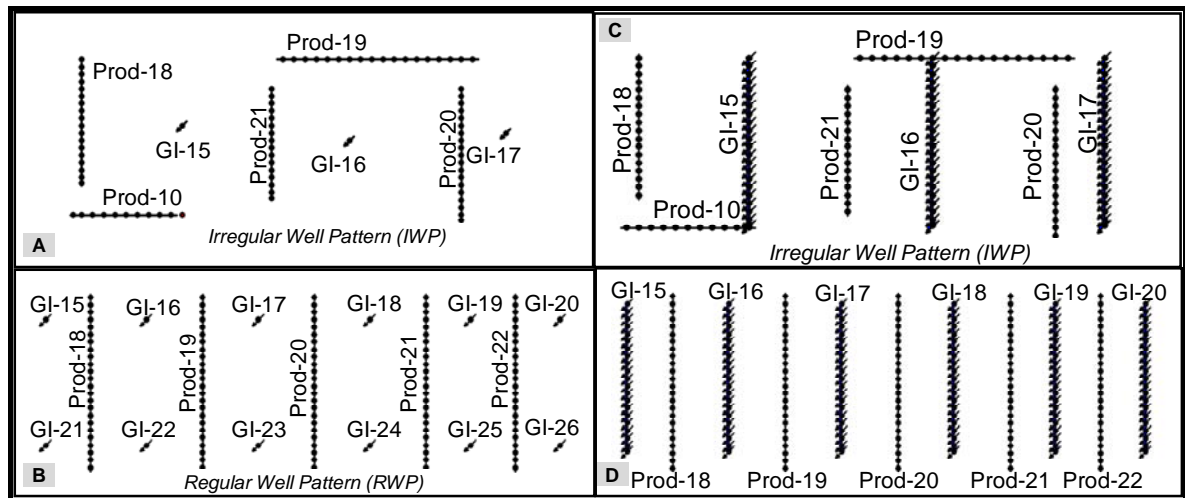 Prod-19
Prod-18
GI-15
Prod-21
GI-16
Prod-20
GI-17
Prod-10
A
Irregular Well Pattern (IWP)
C
Prod-19
Prod-18
GI-15
Prod-21
GI-16
Prod-20
GI-17
Prod-10
Irregular Well Pattern (IWP)
GI-15 GI-16 GI-17 GI-18 GI-19 GI-20
Prod-18 Prod-19 Prod-20 Prod-21 Prod-22
GI-21 GI-22 GI-23 GI-24 GI-25 GI-26
B
Regular Well Pattern (RWP)
GI-15 GI-16 GI-17 GI-18 GI-19 GI-20
D
Prod-18 Prod-19 Prod-20 Prod-21 Prod-22